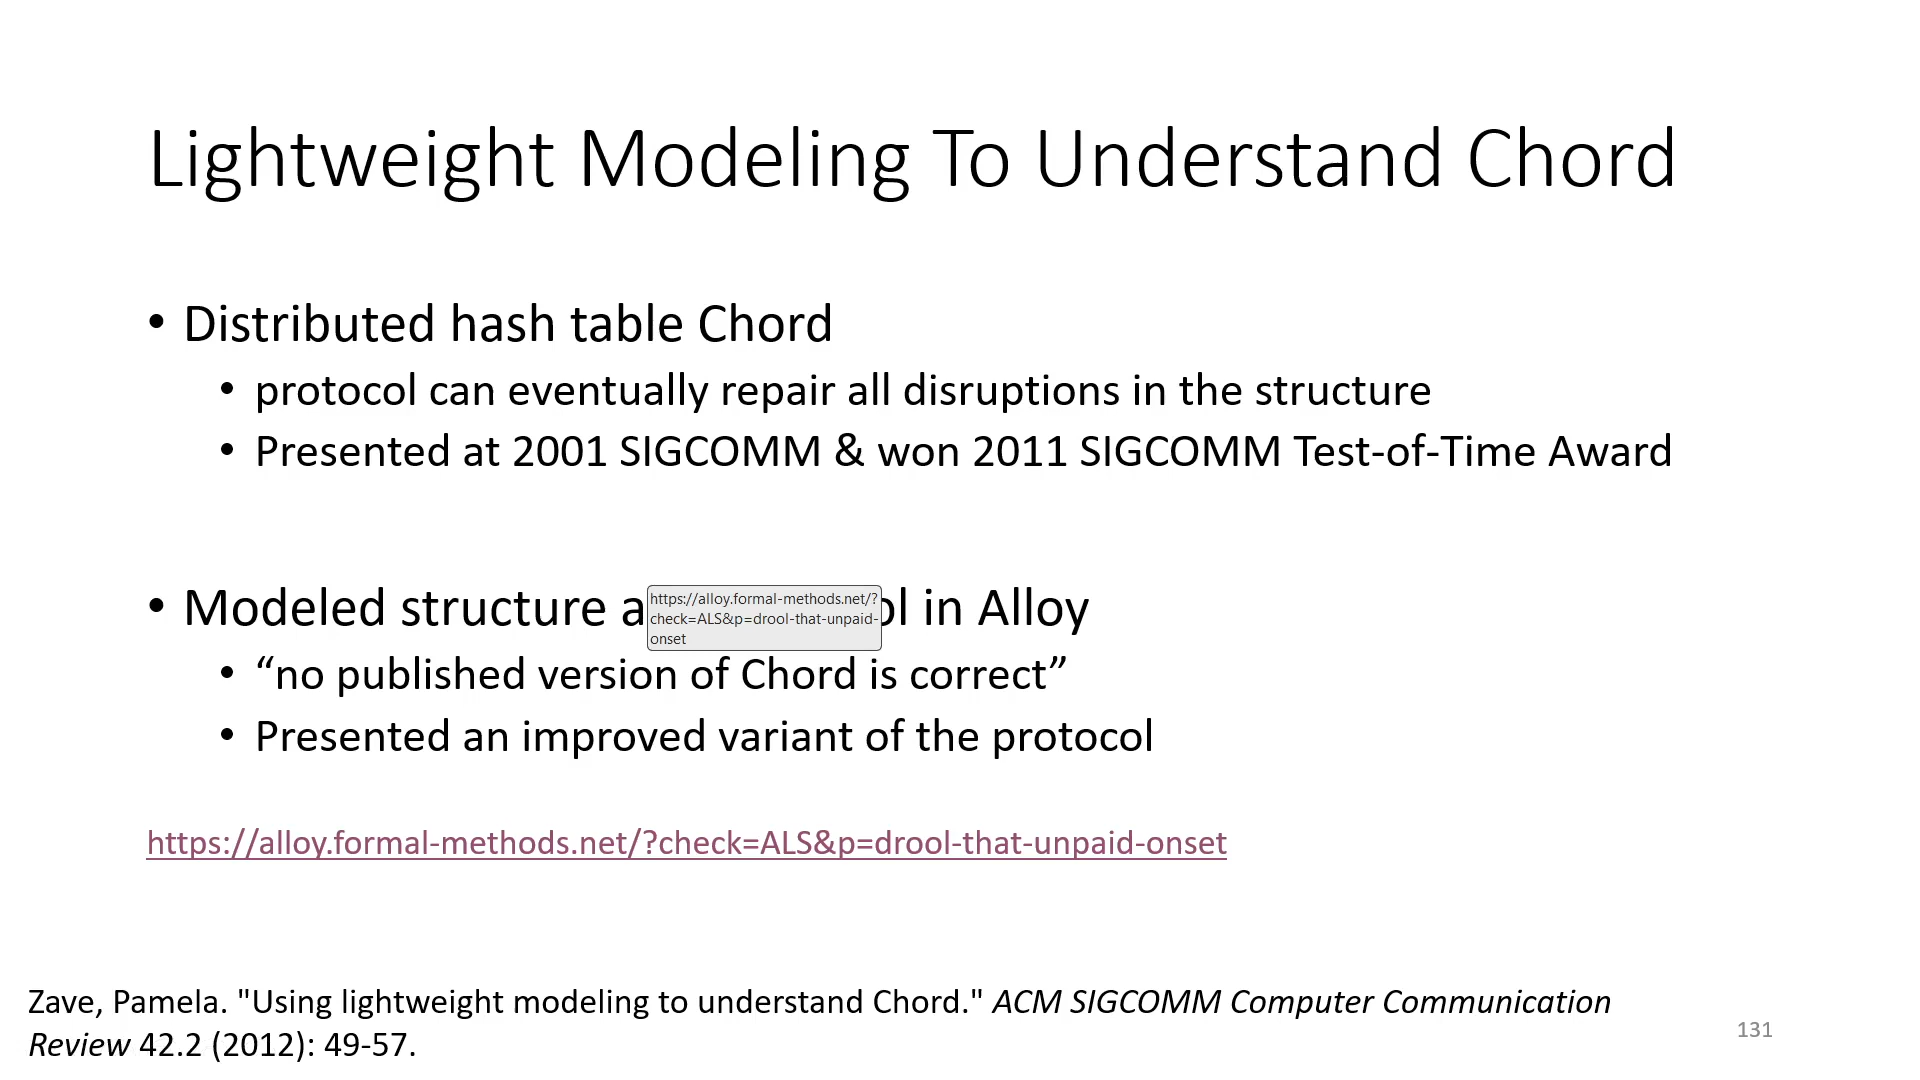 Lightweight Modeling To Understand Chord
• Distributed hash table Chord
• protocol can eventually repair all disruptions in the structure
• Presented at 2001 SIGCOMM & won 2011 SIGCOMM Test-of-Time Award
• Modeled structure a ol in Alloy
https://alloy.formal-methods.net/?
check=ALS&p=drool-that-unpaid-
onset
• “no published version of Chord is correct”
• Presented an improved variant of the protocol
https://alloy.formal-methods.net/?check=ALS&p=drool-that-unpaid-onset
Zave, Pamela. "Using lightweight modeling to understand Chord." ACM SIGCOMM Computer Communication
Review 42.2 (2012): 49-57.
131